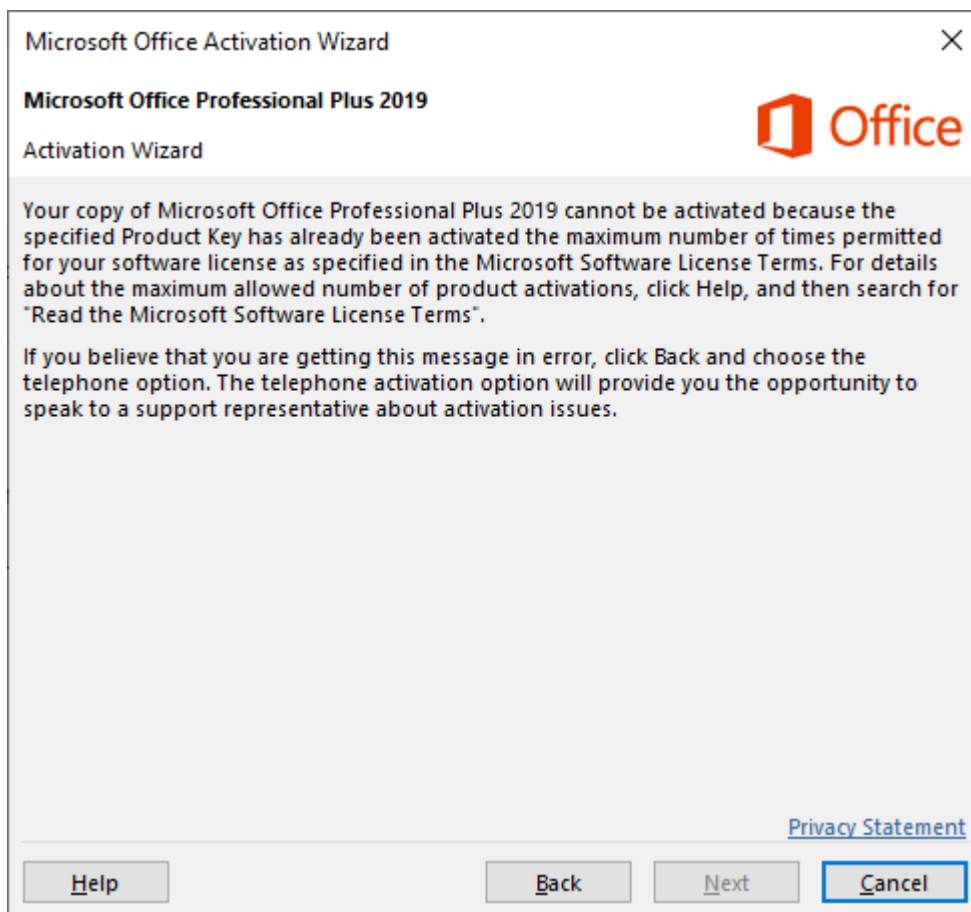 Microsoft Office Activation Wizard
Microsoft Office Professional Plus 2019
Office
Activation Wizard
Your copy of Microsoft Office Professional Plus 2019 cannot be activated because the
specified Product Key has already been activated the maximum number of times permitted
for your software license as specified in the Microsoft Software License Terms. For details
about the maximum allowed number of product activations, click Help, and then search for
"Read the Microsoft Software License Terms".
If you believe that you are getting this message in error, click Back and choose the
telephone option. The telephone activation option will provide you the opportunity to
speak to a support representative about activation issues.
Privacy Statement
Help
Back
Next
Cancel